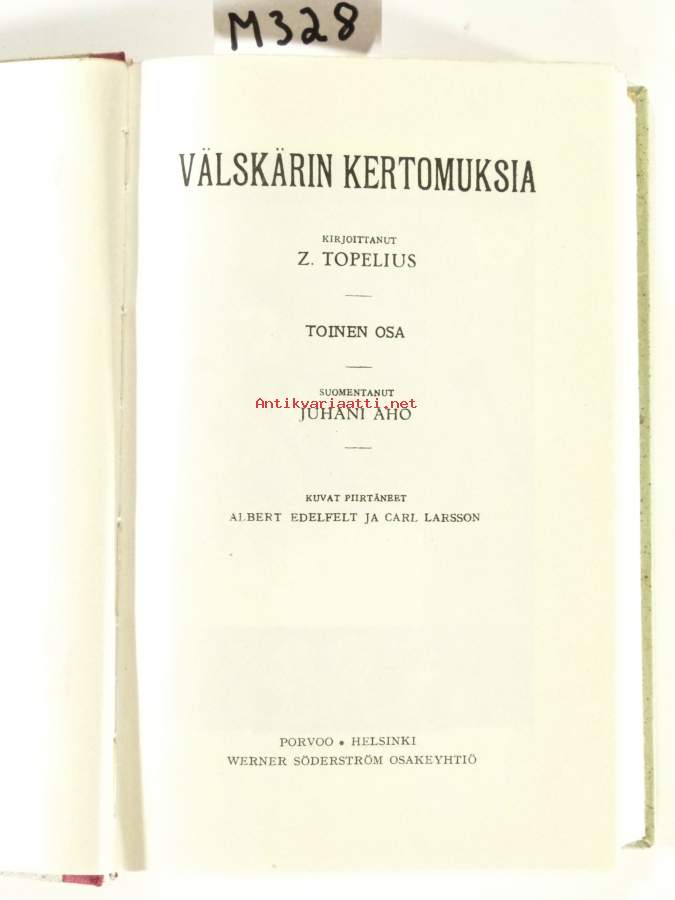 M328
VÄLSKÄRIN KERTOMUKSIA
KIRJOITTANUT
Z. TOPELIUS
TOINEN OSA
SUOMENTANUT
Antikvariaatti.net
JUHANI AHO
KUVAT PIIRTÄNEET
ALBERT EDELFELT JA CARL LARSSON
PORVOO • HELSINKI
WERNER SÖDERSTRÖM OSAKEYHTIÖ